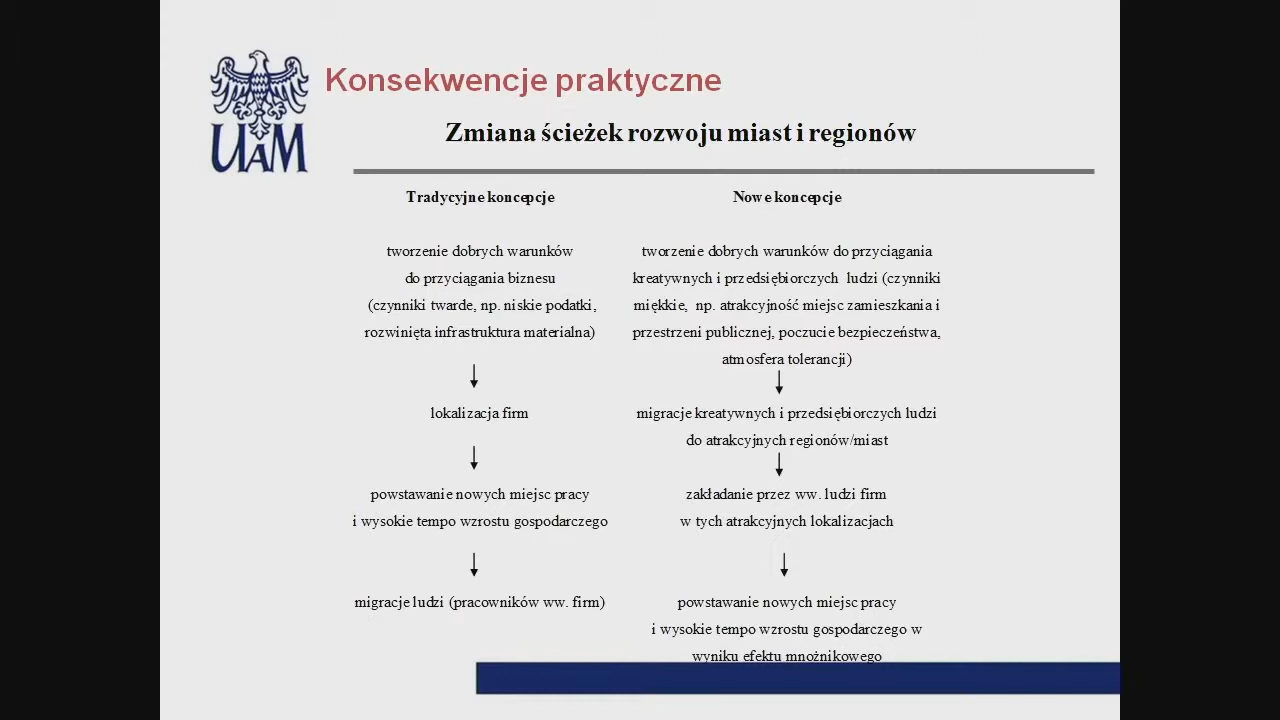 UAM
Konsekwencje praktyczne
Zmiana ścieżek rozwoju miast i regionów
Tradycyjne koncepcje
tworzenie dobrych warunków
do przyciągania biznesu
(czynniki twarde, np. niskie podatki,
rozwinięta infrastruktura materialna)
lokalizacja firm
powstawanie nowych miejsc pracy
i wysokie tempo wzrostu gospodarczego
migracje ludzi (pracowników ww. firm)
Nowe koncepcje
tworzenie dobrych warunków do przyciągania
kreatywnych i przedsiębiorczych ludzi (czynniki
miękkie, np. atrakcyjność miejsc zamieszkania i
przestrzeni publicznej, poczucie bezpieczeństwa,
atmosfera tolerancji)
migracje kreatywnych i przedsiębiorczych ludzi
do atrakcyjnych regionów/miast
zakładanie przez ww. ludzi firm
w tych atrakcyjnych lokalizacjach
powstawanie nowych miejsc pracy
i wysokie tempo wzrostu gospodarczego w
wyniku efektu mnożnikowego